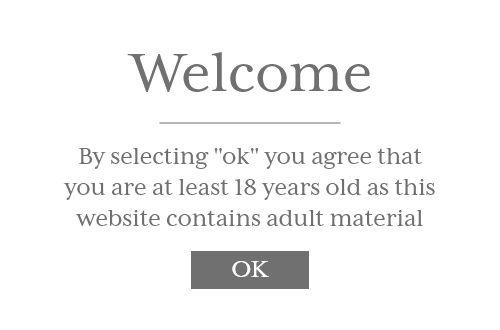 Welcome
By selecting "ok" you agree that
you are at least 18 years old as this
website contains adult material
OK